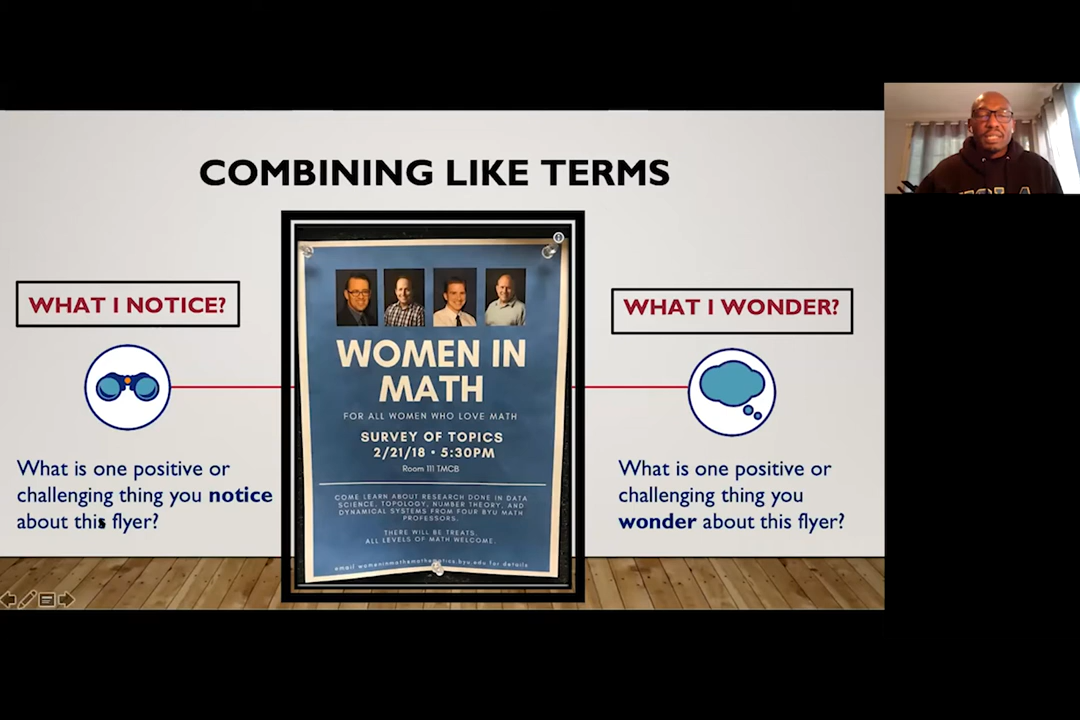 COMBINING LIKE TERMS
WHAT I NOTICE?
What is one positive or
challenging thing you notice
about this flyer?
WOMEN IN
MATH
FOR ALL WOMEN WHO LOVE MATH
SURVEY OF TOPICS
2/21/18 • 5:30PM
Room 111 TMCB
COME LEARN ABOUT RESEARCH DONE IN DATA
SCIENCE, TOPOLOGY, NUMBER THEORY, AND
DYNAMICAL SYSTEMS FROM FOUR BYU MATH
PROFESSORS.
THERE WILL BE TREATS.
ALL LEVELS OF MATH WELCOME.
email for details
WHAT I WONDER?
What is one positive or
challenging thing you
wonder about this flyer?